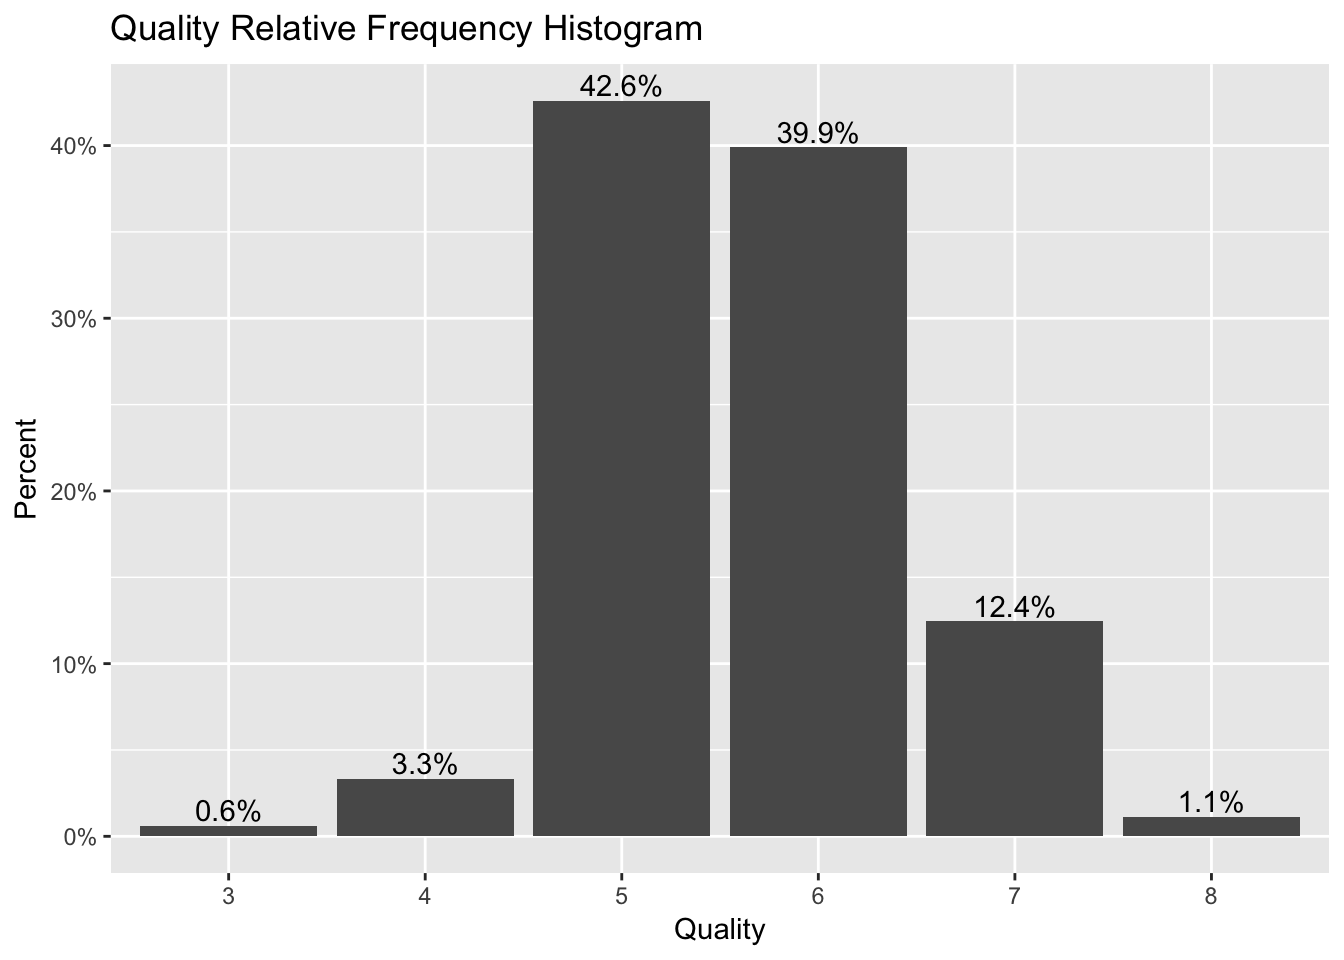 Quality Relative Frequency Histogram
42.6%
39.9%
40%
30%
Percent
20%
12.4%
10%
3.3%
1.1%
0.6%
0%
3 4 5 6 7 8
Quality